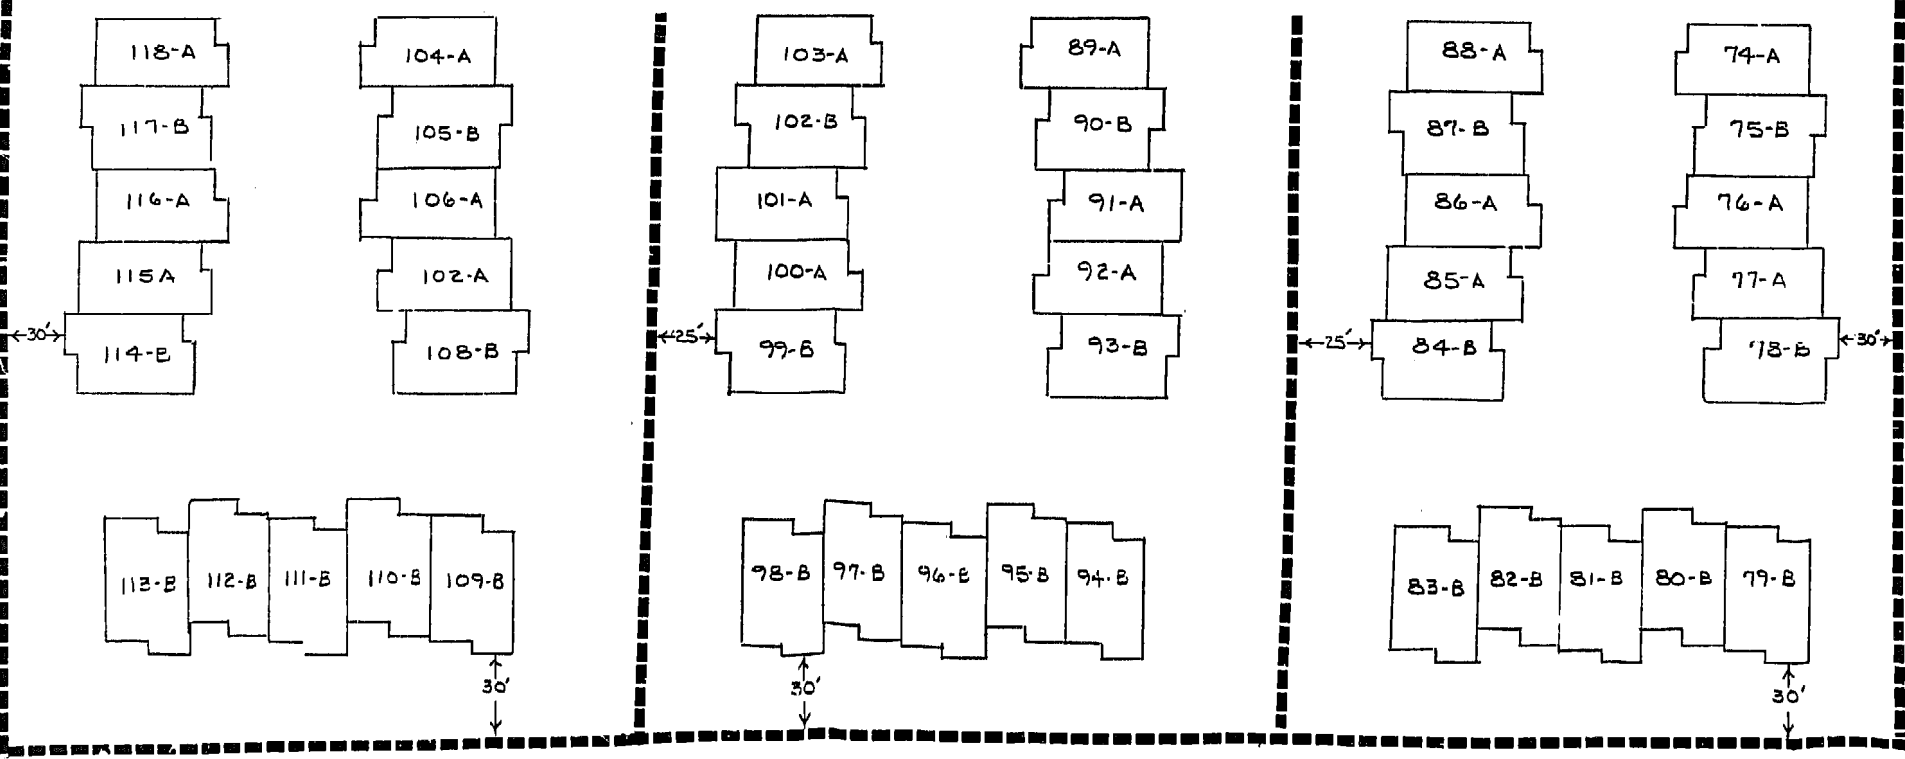 118-A
117-B
116-A
115A
114-B
104-A
105-B
106-A
102-A
108-B
30'
113-B
112-B
111-B
110-B
109-B
30'
103-A
102-B
101-A
100-A
99-B
89-A
90-B
91-A
92-A
93-B
25'
98-B
97-B
96-B
95-B
94-B
30'
88-A
87-B
86-A
85-A
84-B
74-A
75-B
76-A
77-A
78-B
25'
30'
83-B
82-B
81-B
80-B
79-B
30'